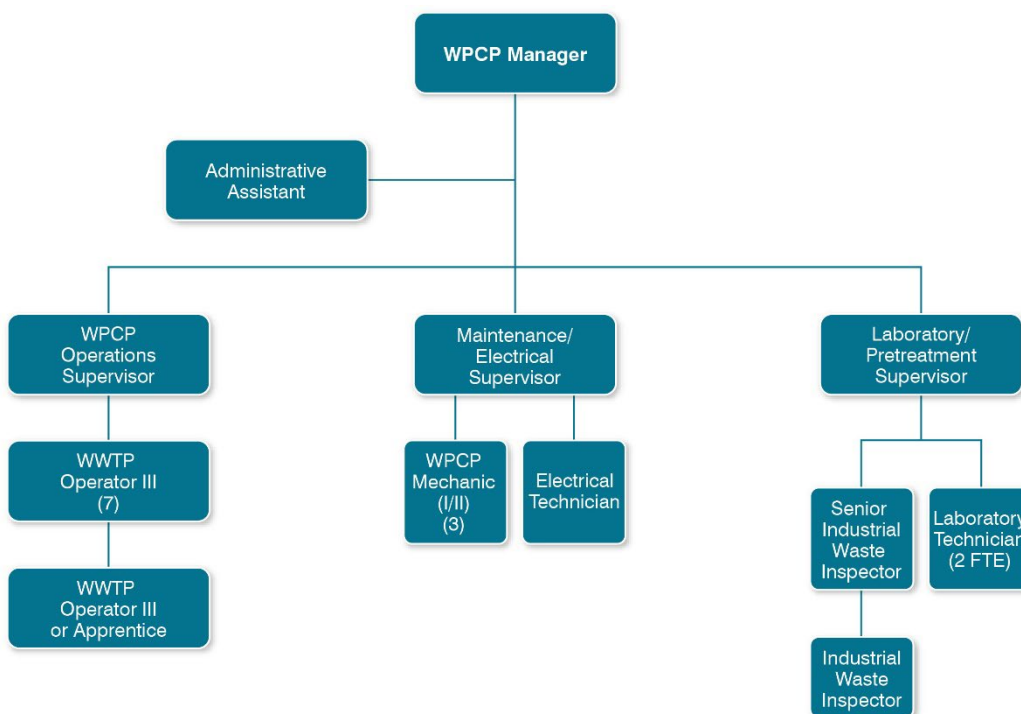 WPCP Manager
Administrative
Assistant
WPCP
Operations
Supervisor
Maintenance/
Electrical
Supervisor
Laboratory/
Pretreatment
Supervisor
WWTP
Operator III
(7)
WPCP
Mechanic
(I/II)
(3)
Electrical
Technician
Senior
Industrial
Waste
Inspector
Laboratory
Technician
(2 FTE)
WWTP
Operator III
or Apprentice
Industrial
Waste
Inspector